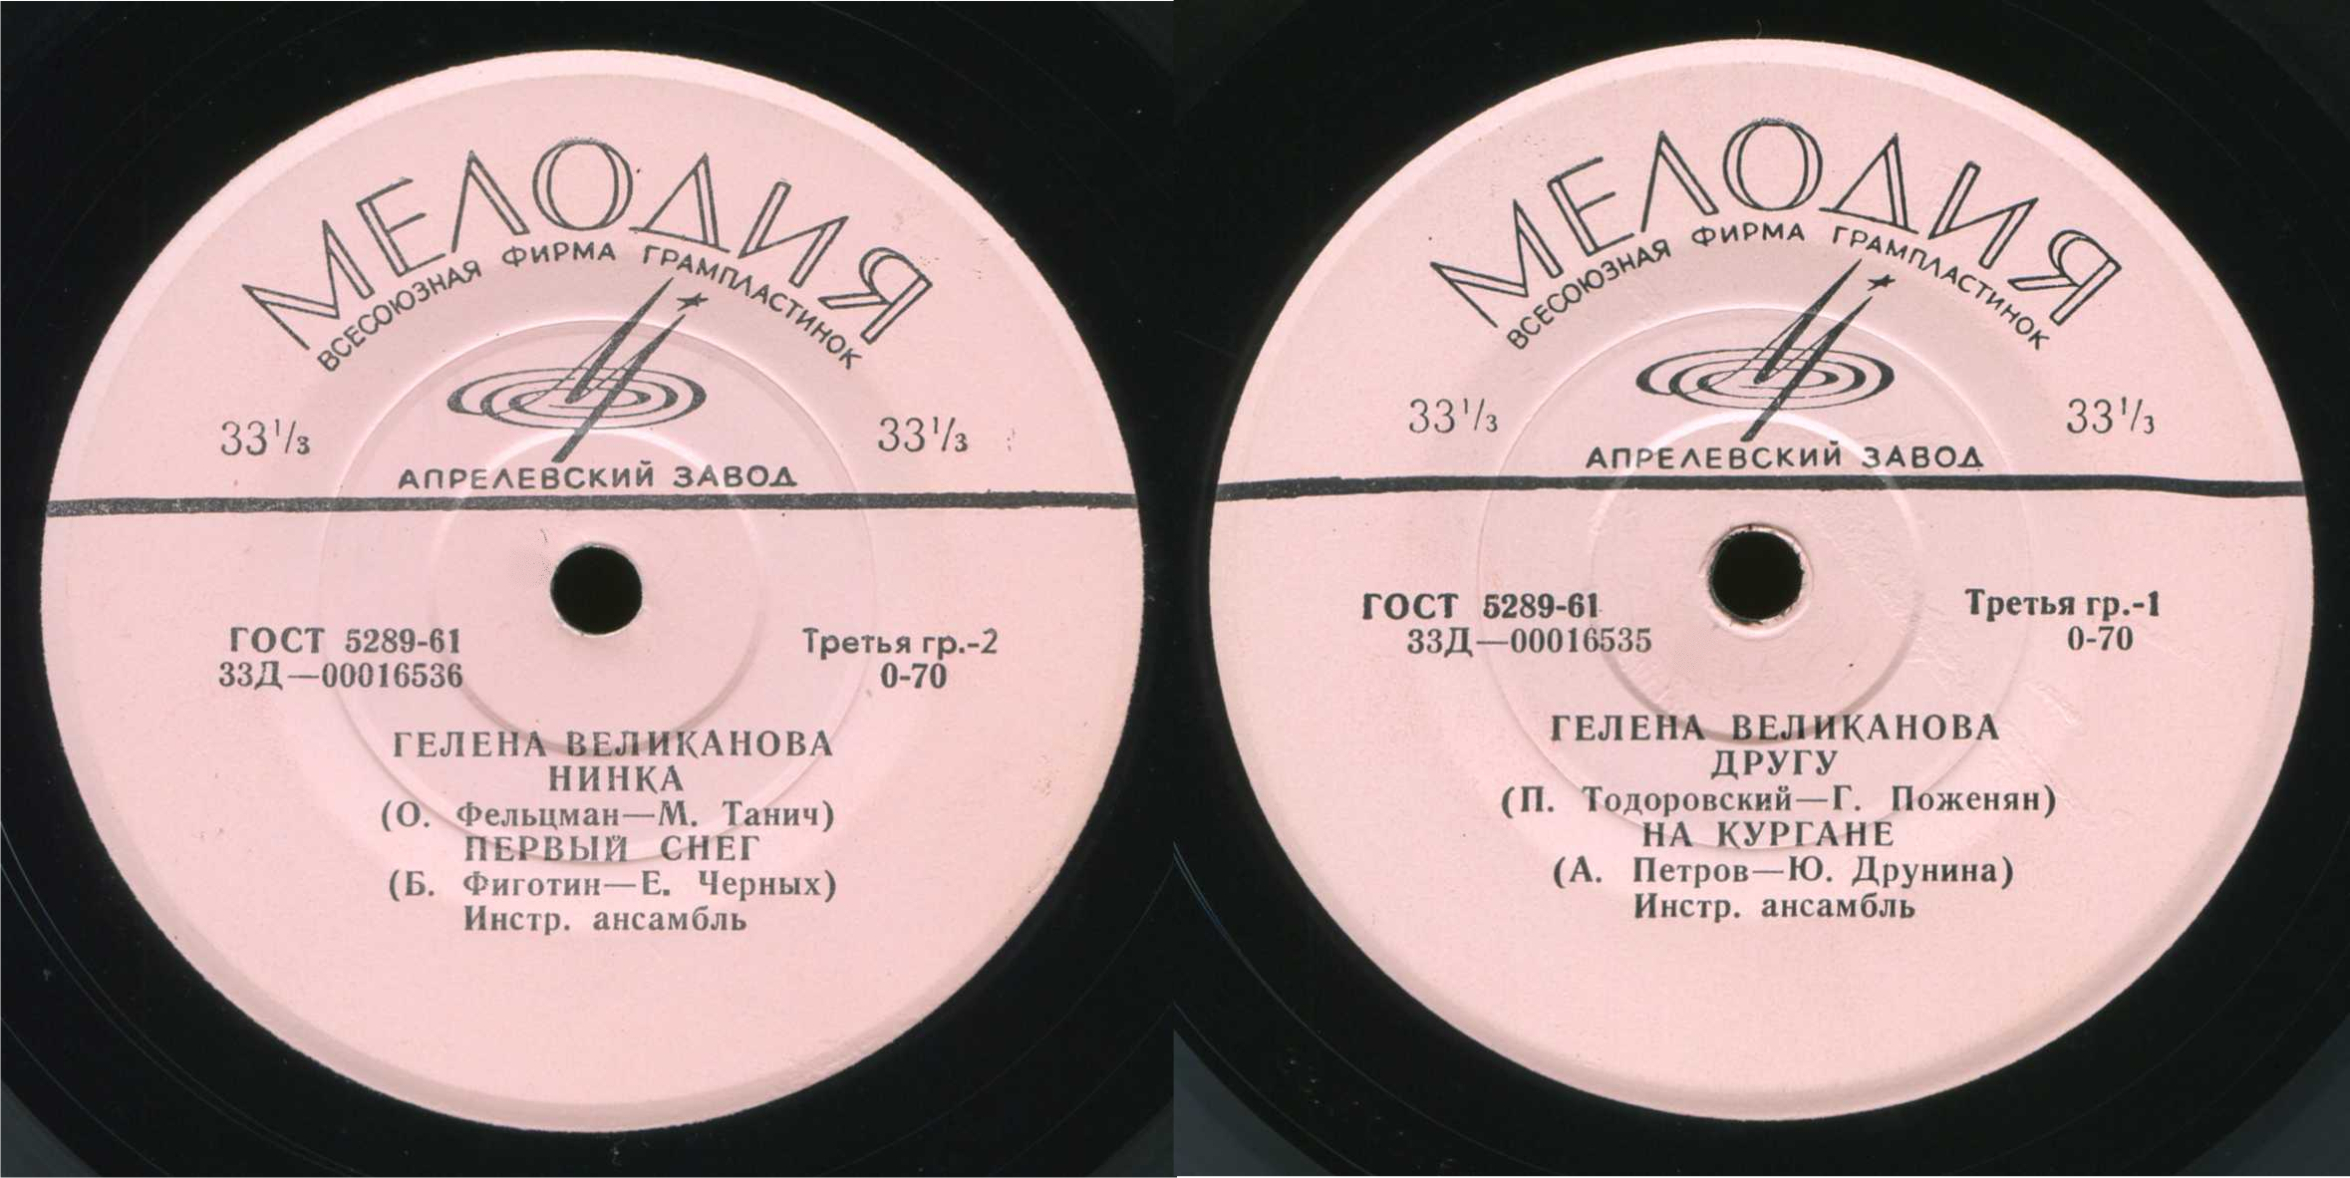 МЕЛОДИЯ
ВСЕСОЮЗНАЯ ФИРМА ГРАМПЛАСТИНОК
33⅓ 33⅓
АПРЕЛЕВСКИЙ ЗАВОД
ГОСТ 5289-61 Третья гр.-2
33Д—00016536 0-70
ГЕЛЕНА ВЕЛИКАНОВА
НИНКА
(О. Фельцман—М. Танич)
ПЕРВЫЙ СНЕГ
(Б. Фиготин—Е. Черных)
Инстр. ансамбль
МЕЛОДИЯ
ВСЕСОЮЗНАЯ ФИРМА ГРАМПЛАСТИНОК
33⅓ 33⅓
АПРЕЛЕВСКИЙ ЗАВОД
ГОСТ 5289-61 Третья гр.-1
33Д—00016535 0-70
ГЕЛЕНА ВЕЛИКАНОВА
ДРУГУ
(П. Тодоровский—Г. Поженян)
НА КУРГАНЕ
(А. Петров—Ю. Друнина)
Инстр. ансамбль